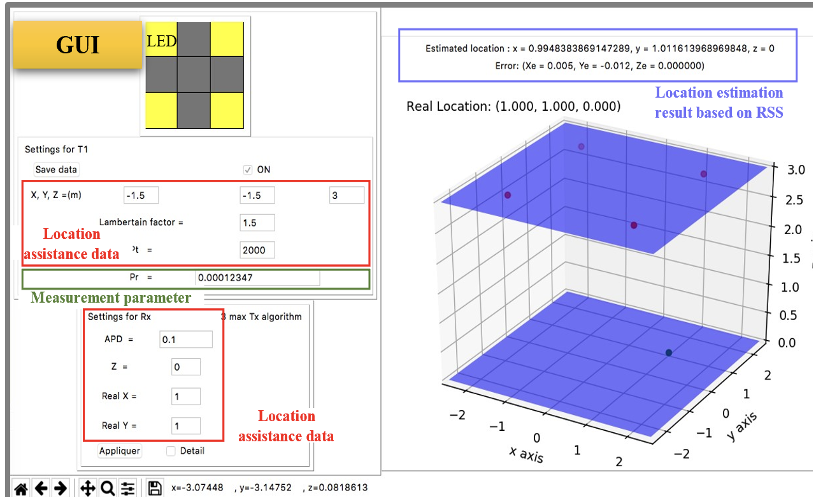 GUI
LED
Settings for T1
Save data
ON
X, Y, Z =(m) -1.5 -1.5 3
Lambertain factor = 1.5
Location
assistance data
2000
Pr = 0.00012347
Measurement parameter
Settings for Rx
3 max Tx algorithm
APD = 0.1
Z = 0
Real X = 1
Real Y = 1
Location
assistance data
Appliquer
Detail
x=-3.07448 , y=-3.14752 , z=0.0818613
Estimated location : x = 0.9948383869147289, y = 1.011613968969848, z = 0
Error: (Xe = 0.005, Ye = -0.012, Ze = 0.000000)
Location estimation
result based on RSS
Real Location: (1.000, 1.000, 0.000)
3.0
2.5
2.0
1.5
1.0
0.5
0.0
−2
−1
0
1
2
x axis
−2
−1
0
1
2
y axis